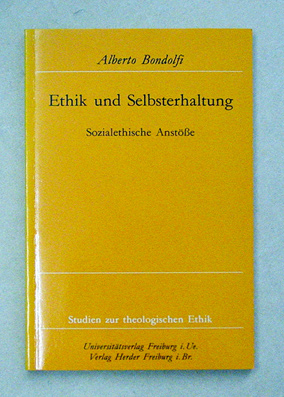 Alberto Bondolfi
Ethik und Selbsterhaltung
Sozialethische Anstöße
Studien zur theologischen Ethik
Universitätsverlag Freiburg i. Ue.
Verlag Herder Freiburg i. Br.